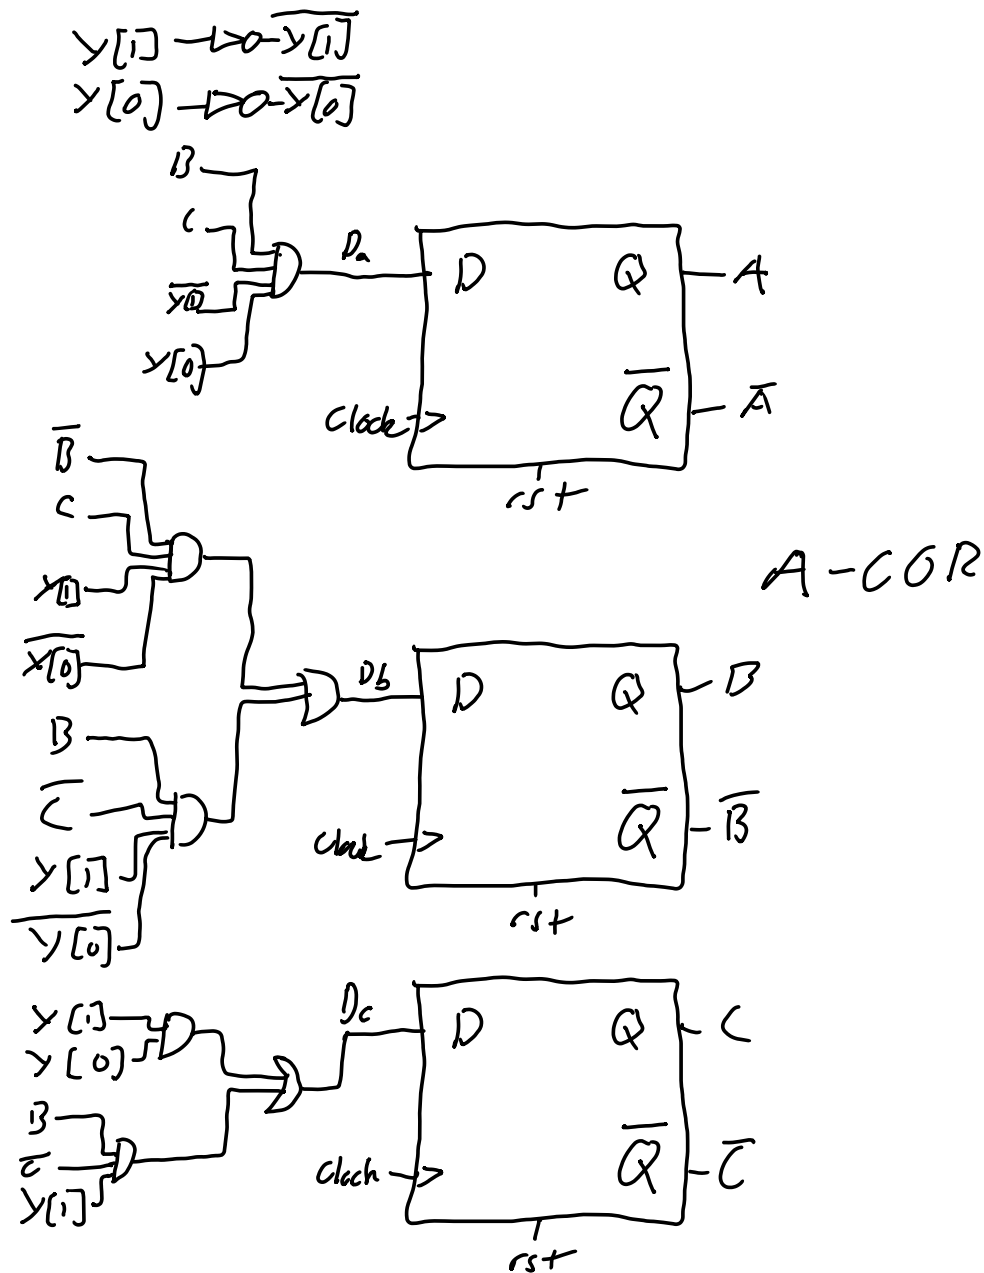 y[1] y[1]
y[0] y[0]
B
C
Da
D Q A
y[1]
y[0]
Q A
Clock
rst
B
C
y[1]
y[0]
A-COR
Db
D Q B
B
C
y[1]
Q B
Clock
y[0]
rst
y[1]
y[0]
Dc
D Q C
B
C
y[1]
Q C
Clock
rst